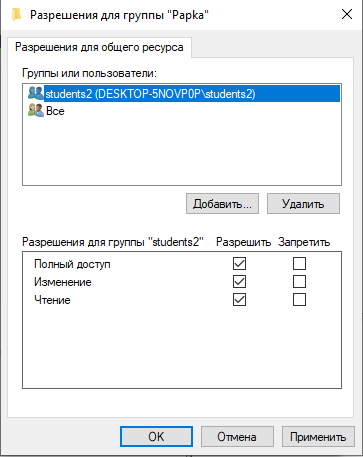 Разрешения для группы "Papka"
Разрешения для общего ресурса
Группы или пользователи:
students2 (DESKTOP-5NOVP0P\students2)
Все
Добавить... Удалить
Разрешения для группы "students2" Разрешить Запретить
Полный доступ
Изменение
Чтение
OK Отмена Применить